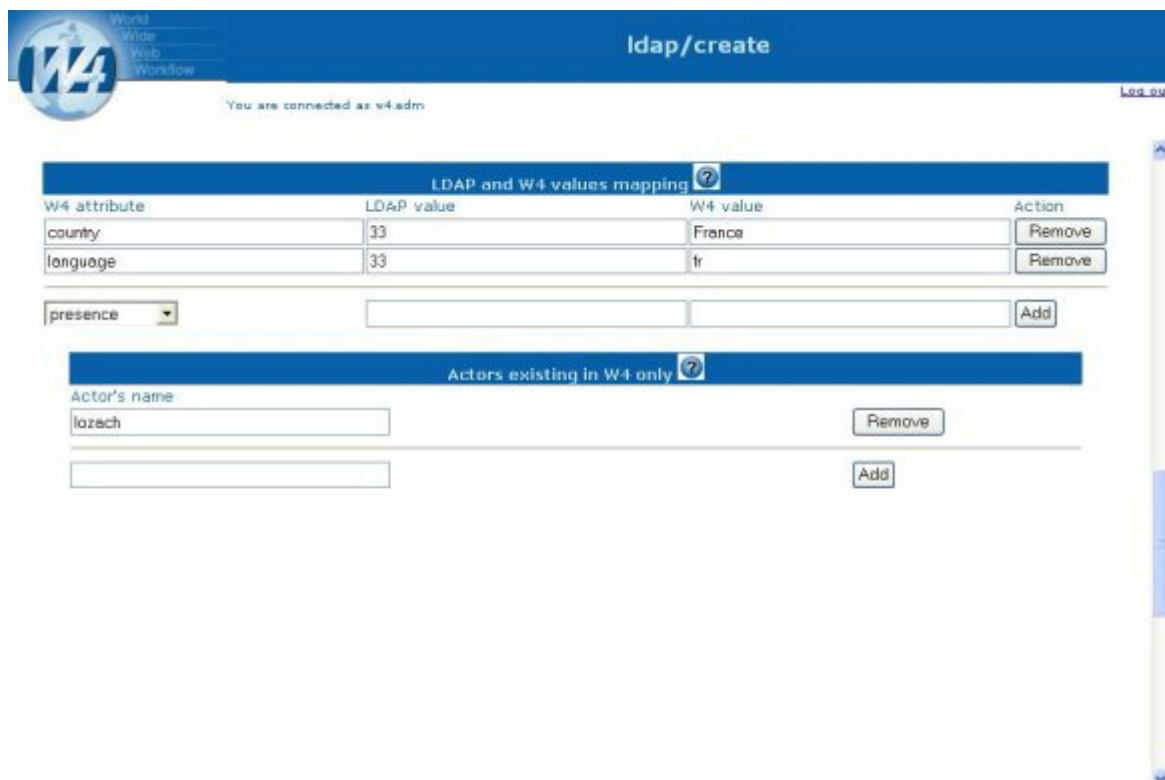 World
Wide
Web
Workflow
W4
ldap/create
You are connected as w4adm
Log ou
LDAP and W4 values mapping ?
W4 attribute LDAP value W4 value Action
country 33 France Remove
language 33 fr Remove
presence Add
Actors existing in W4 only ?
Actor's name
lozach Remove
Add